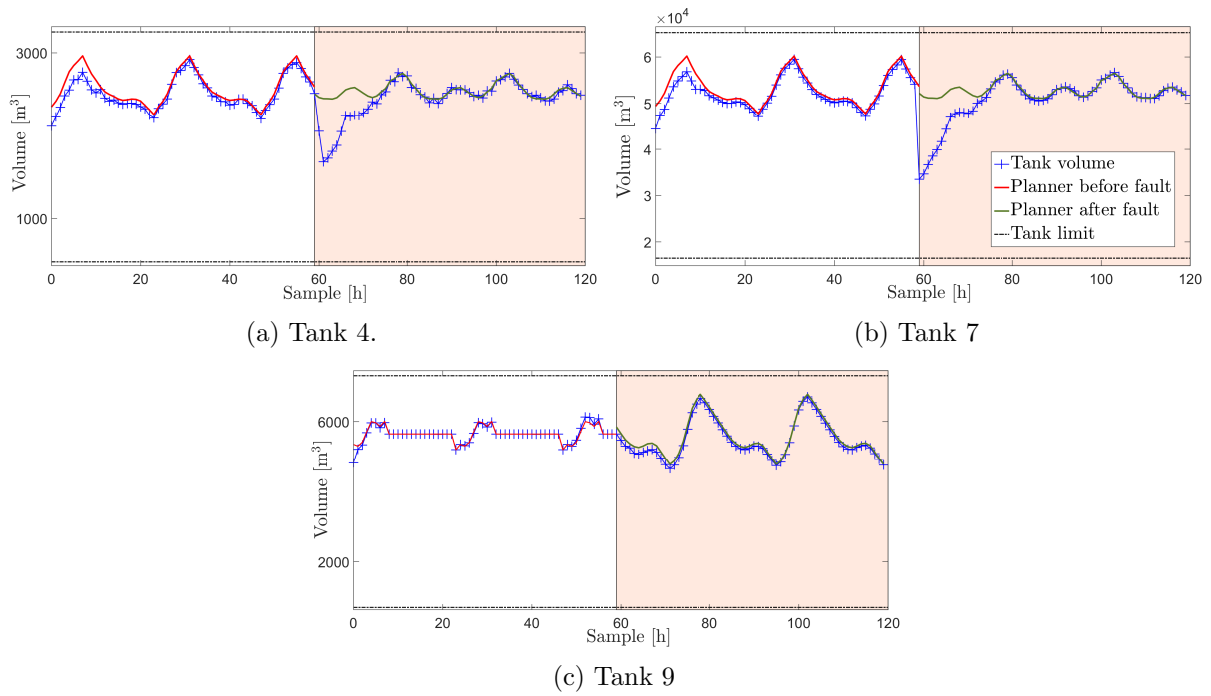 3000
1000
Volume [m³]
0 20 40 60 80 100 120
Sample [h]
(a) Tank 4.
×10⁴
6
5
4
3
2
Volume [m³]
0 20 40 60 80 100 120
Sample [h]
Tank volume
Planner before fault
Planner after fault
Tank limit
(b) Tank 7
6000
2000
Volume [m³]
0 20 40 60 80 100 120
Sample [h]
(c) Tank 9